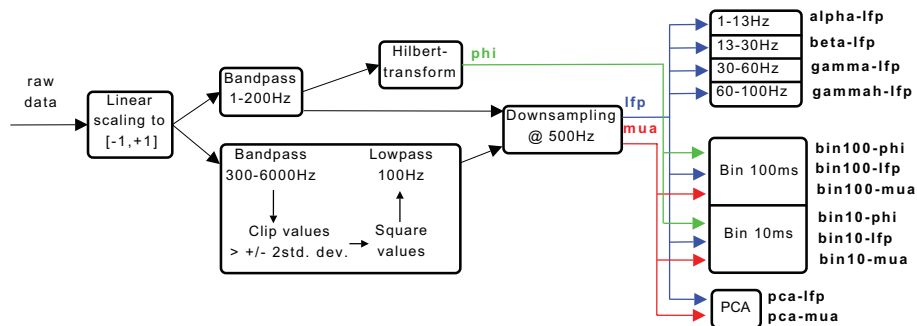 raw
data
Linear
scaling to
[-1,+1]
Bandpass
1-200Hz
Hilbert-
transform
phi
Bandpass
300-6000Hz
Lowpass
100Hz
Clip values
> +/- 2std. dev.
Square
values
Downsampling
@ 500Hz
lfp
mua
1-13Hz
alpha-lfp
13-30Hz
beta-lfp
30-60Hz
gamma-lfp
60-100Hz
gammah-lfp
Bin 100ms
bin100-phi
bin100-lfp
bin100-mua
Bin 10ms
bin10-phi
bin10-lfp
bin10-mua
PCA
pca-lfp
pca-mua